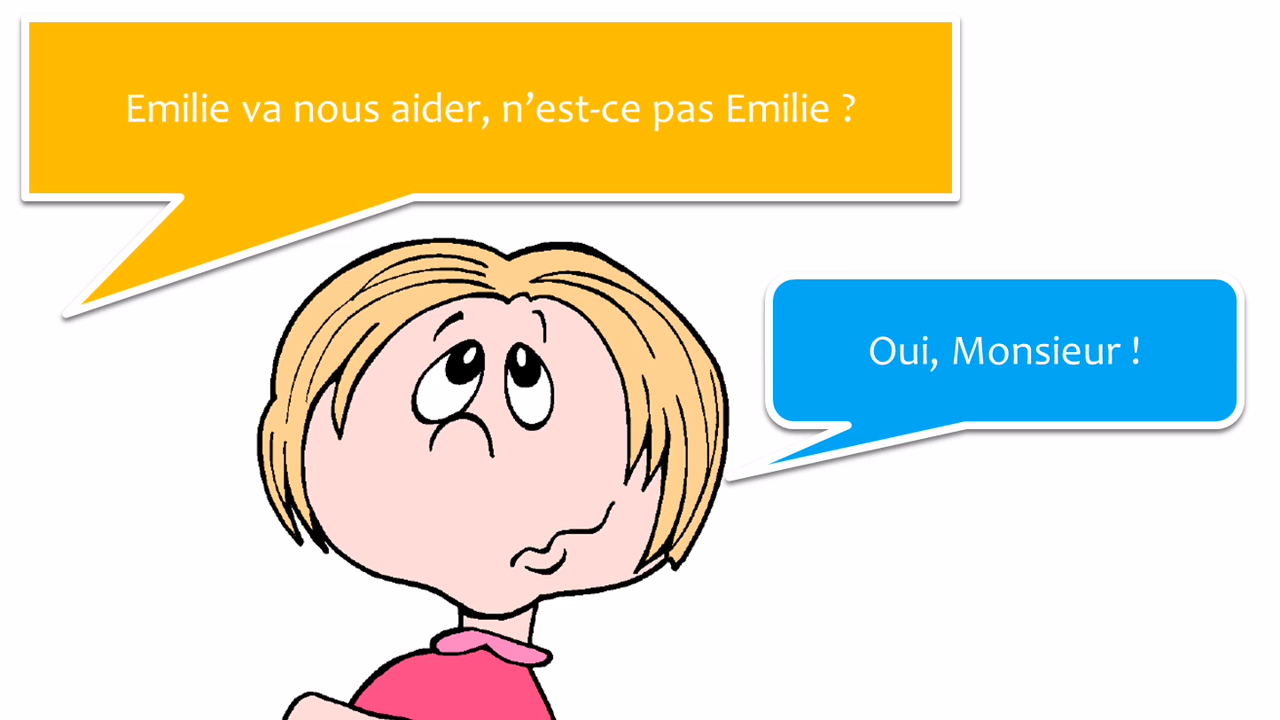 Emilie va nous aider, n’est-ce pas Emilie ?
Oui, Monsieur !